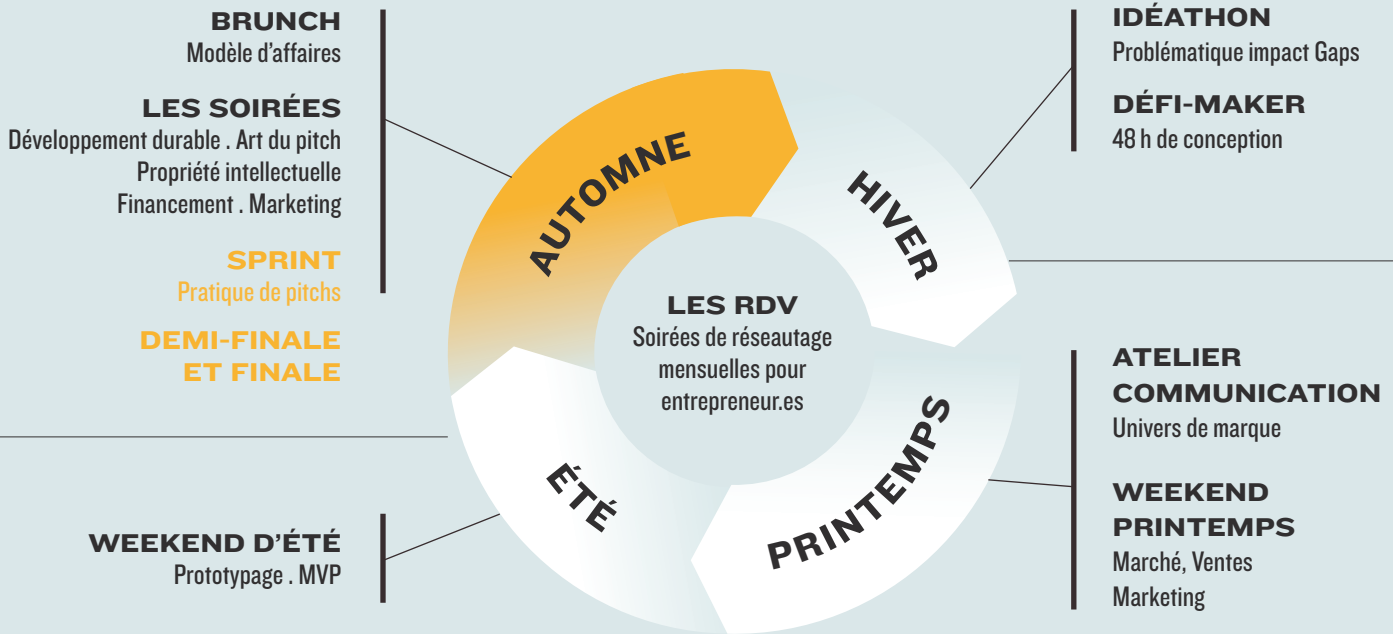 BRUNCH
Modèle d'affaires
LES SOIRÉES
Développement durable . Art du pitch
Propriété intellectuelle
Financement . Marketing
SPRINT
Pratique de pitchs
DEMI-FINALE
ET FINALE
WEEKEND D'ÉTÉ
Prototypage . MVP
AUTOMNE
HIVER
PRINTEMPS
ÉTÉ
LES RDV
Soirées de réseautage
mensuelles pour
entrepreneur.es
IDÉATHON
Problématique impact Gaps
DÉFI-MAKER
48 h de conception
ATELIER
COMMUNICATION
Univers de marque
WEEKEND
PRINTEMPS
Marché, Ventes
Marketing